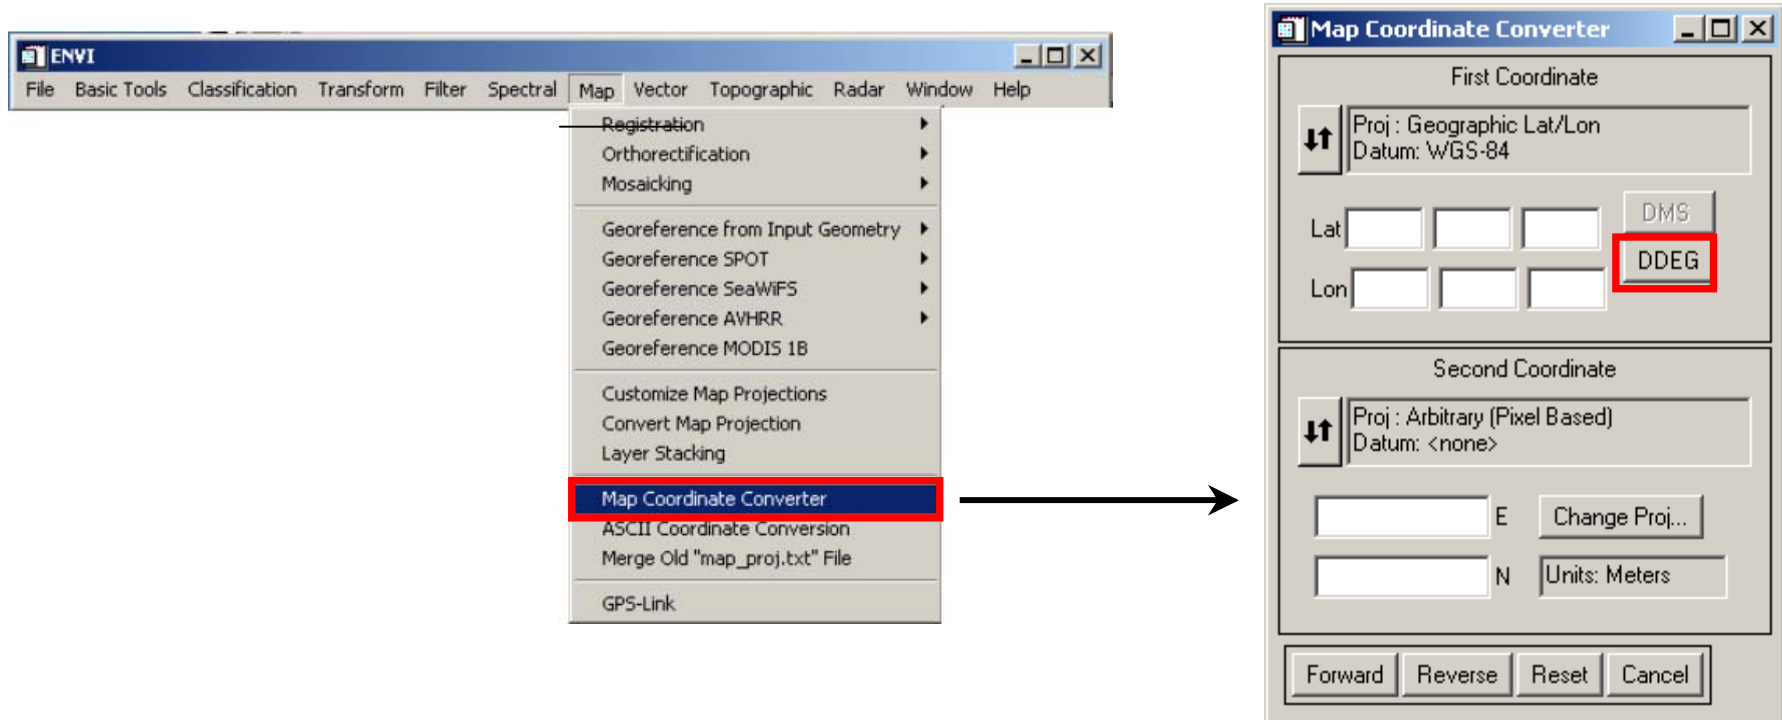 ENVI
File Basic Tools Classification Transform Filter Spectral Map Vector Topographic Radar Window Help
Registration
Orthorectification
Mosaicking
Georeference from Input Geometry
Georeference SPOT
Georeference SeaWiFS
Georeference AVHRR
Georeference MODIS 1B
Customize Map Projections
Convert Map Projection
Layer Stacking
Map Coordinate Converter
ASCII Coordinate Conversion
Merge Old "map_proj.txt" File
GPS-Link
Map Coordinate Converter
First Coordinate
Proj : Geographic Lat/Lon
Datum: WGS-84
Lat
DMS
DDEG
Lon
Second Coordinate
Proj : Arbitrary (Pixel Based)
Datum: <none>
E Change Proj...
N Units: Meters
Forward Reverse Reset Cancel